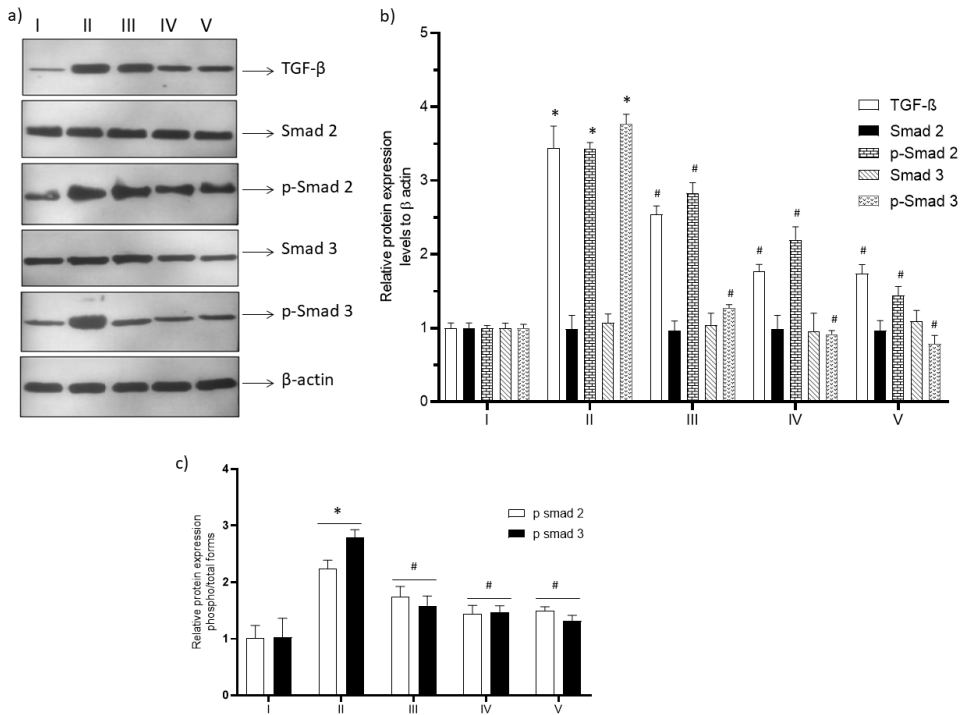 a)
I II III IV V
TGF-β
Smad 2
p-Smad 2
Smad 3
p-Smad 3
β-actin
b)
Relative protein expression
levels to β actin
5
4
3
2
1
0
* * *
# # #
# # #
# # #
I II III IV V
TGF-ß
Smad 2
p-Smad 2
Smad 3
p-Smad 3
c)
Relative protein expression
phospho/total forms
4
3
2
1
0
* # # #
I II III IV V
p smad 2
p smad 3